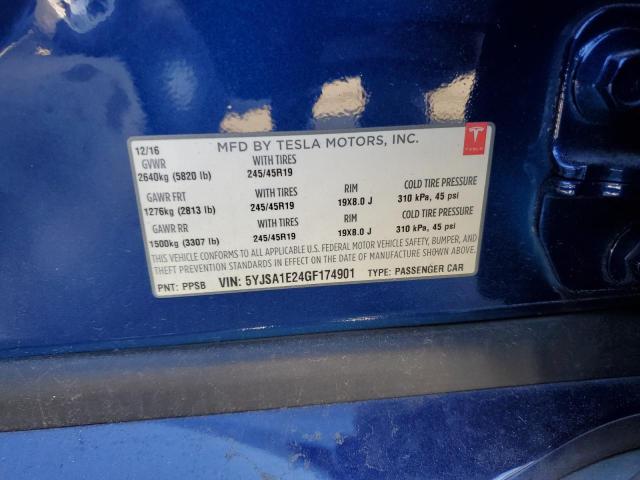 12/16 MFD BY TESLA MOTORS, INC.
GVWR WITH TIRES
2640kg (5820 lb) 245/45R19
TESLA
GAWR FRT WITH TIRES RIM COLD TIRE PRESSURE
1276kg (2813 lb) 245/45R19 19X8.0 J 310 kPa, 45 psi
GAWR RR WITH TIRES RIM COLD TIRE PRESSURE
1500kg (3307 lb) 245/45R19 19X8.0 J 310 kPa, 45 psi
THIS VEHICLE CONFORMS TO ALL APPLICABLE U.S. FEDERAL MOTOR VEHICLE SAFETY, BUMPER, AND
THEFT PREVENTION STANDARDS IN EFFECT ON THE DATE OF MANUFACTURE SHOWN ABOVE.
PNT: PPSB VIN: 5YJSA1E24GF174901 TYPE: PASSENGER CAR